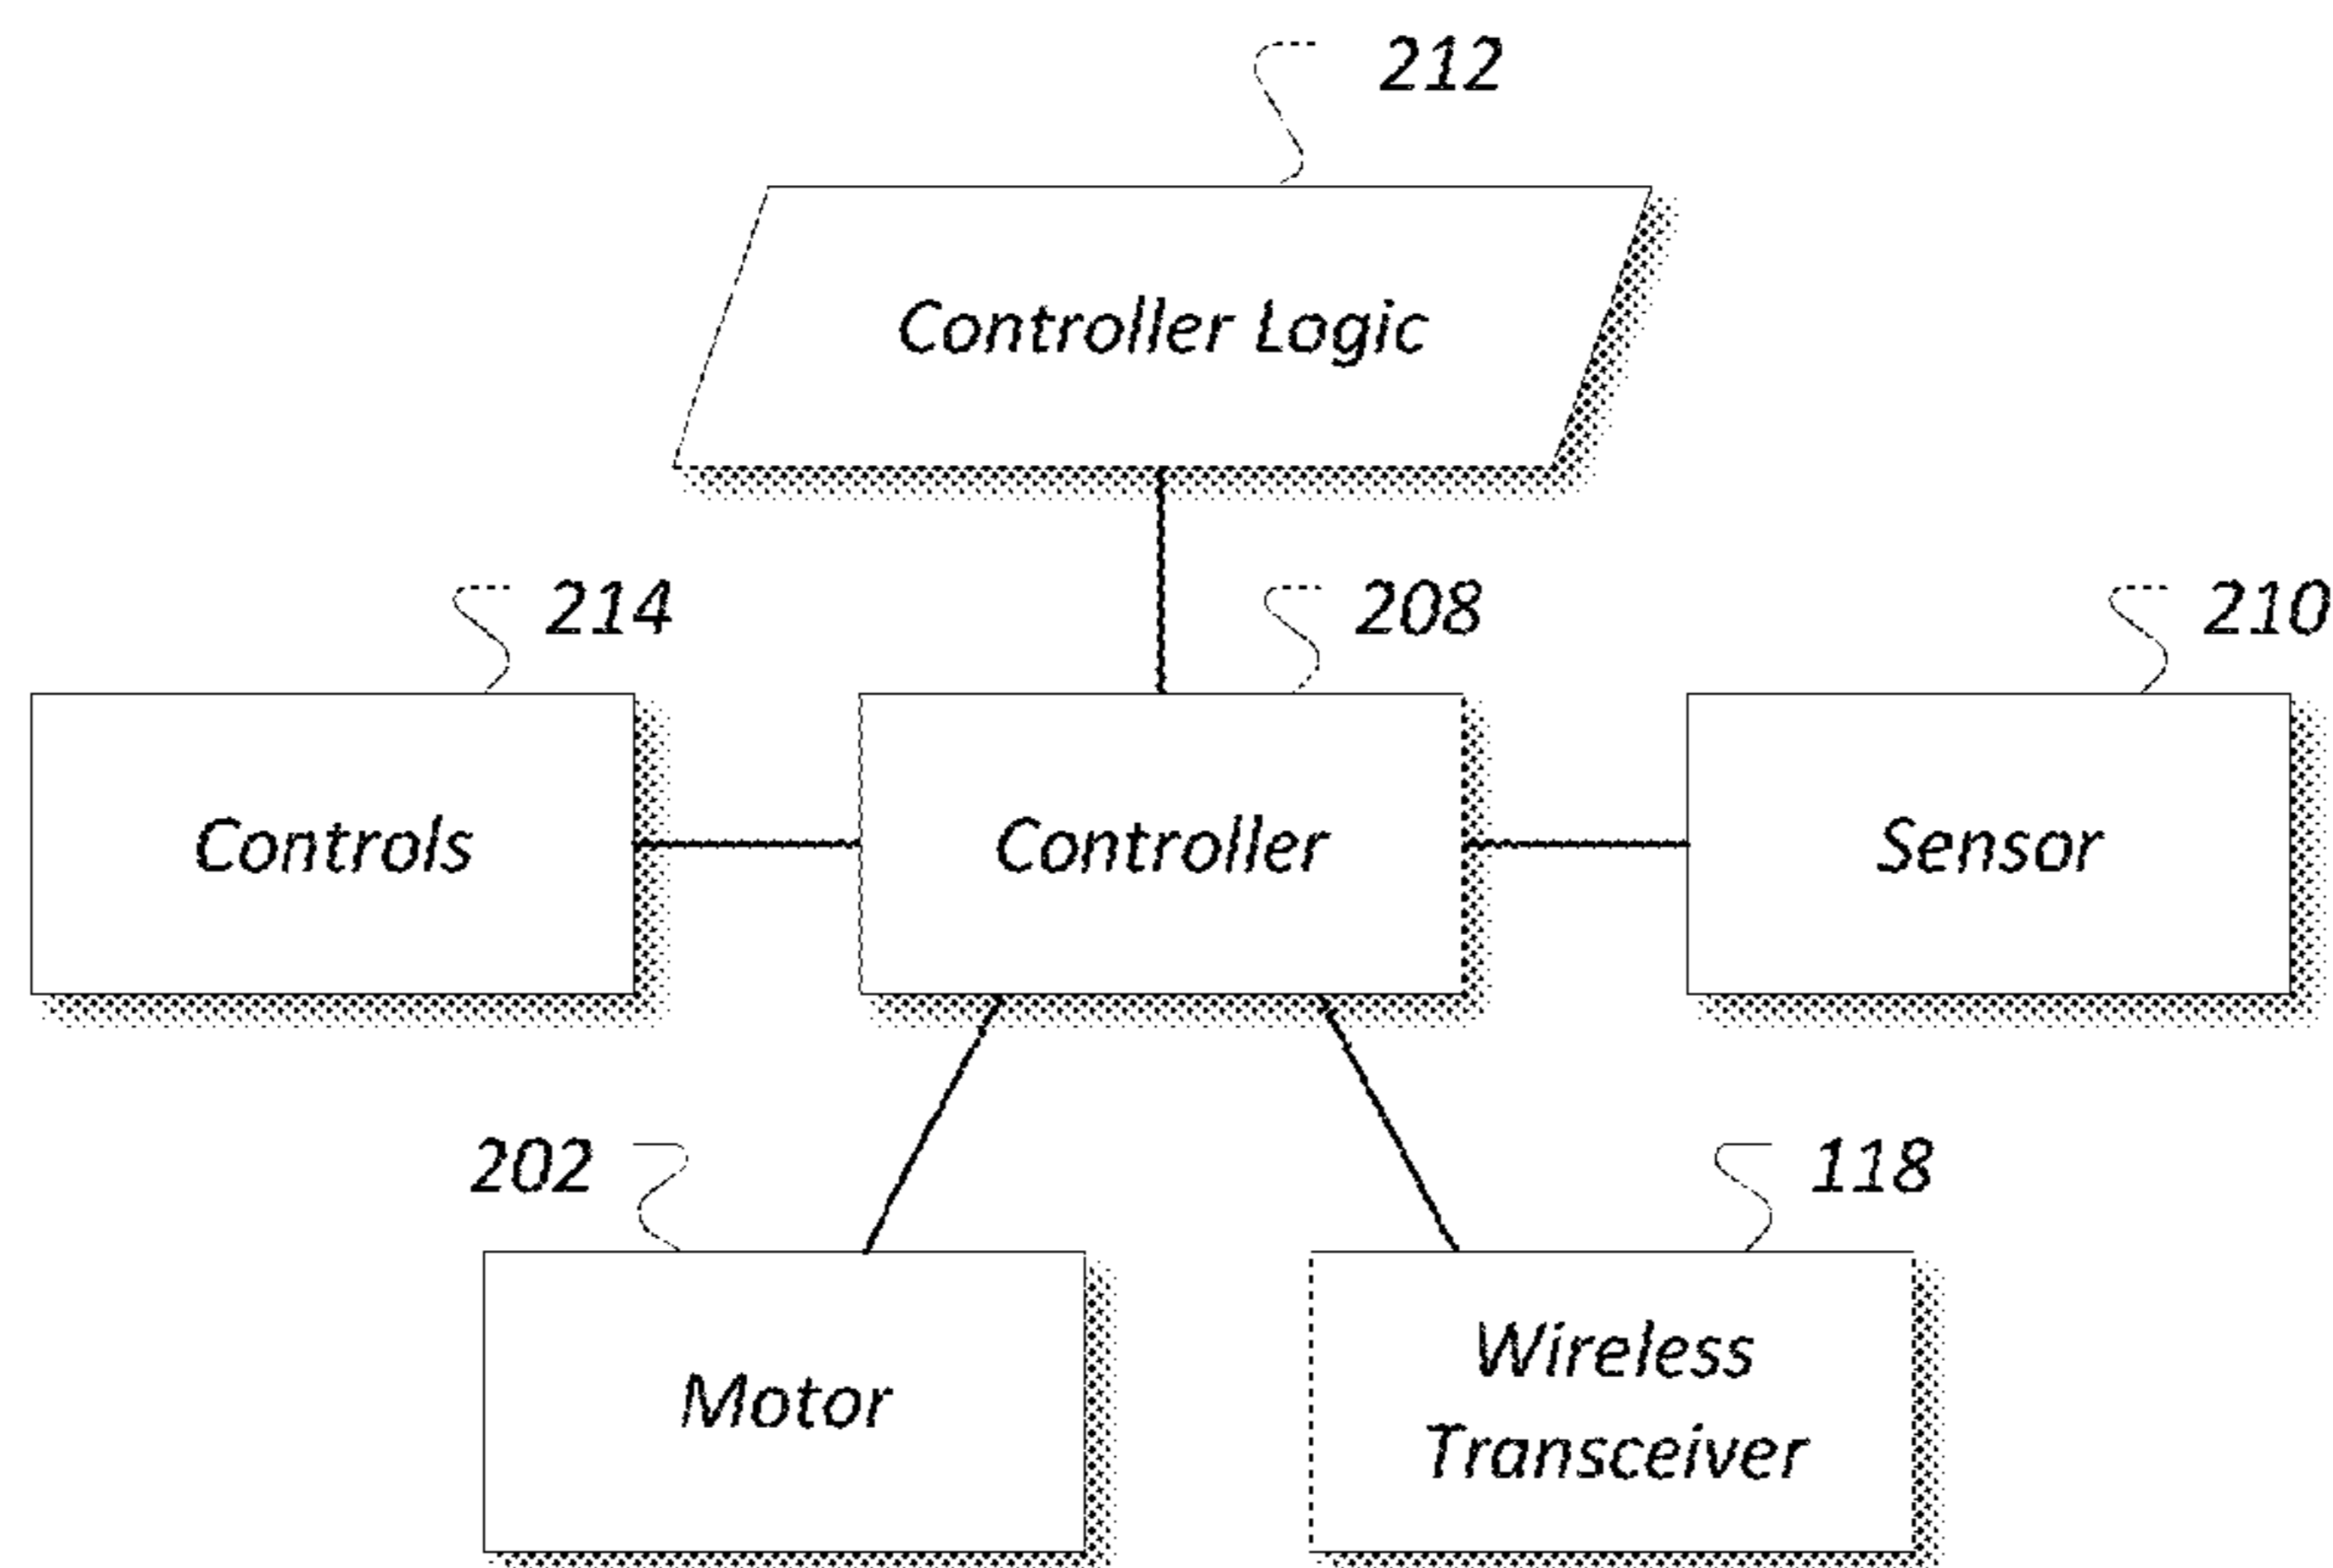 212
Controller Logic
214
208
210
Controls
Controller
Sensor
202
118
Motor
Wireless
Transceiver